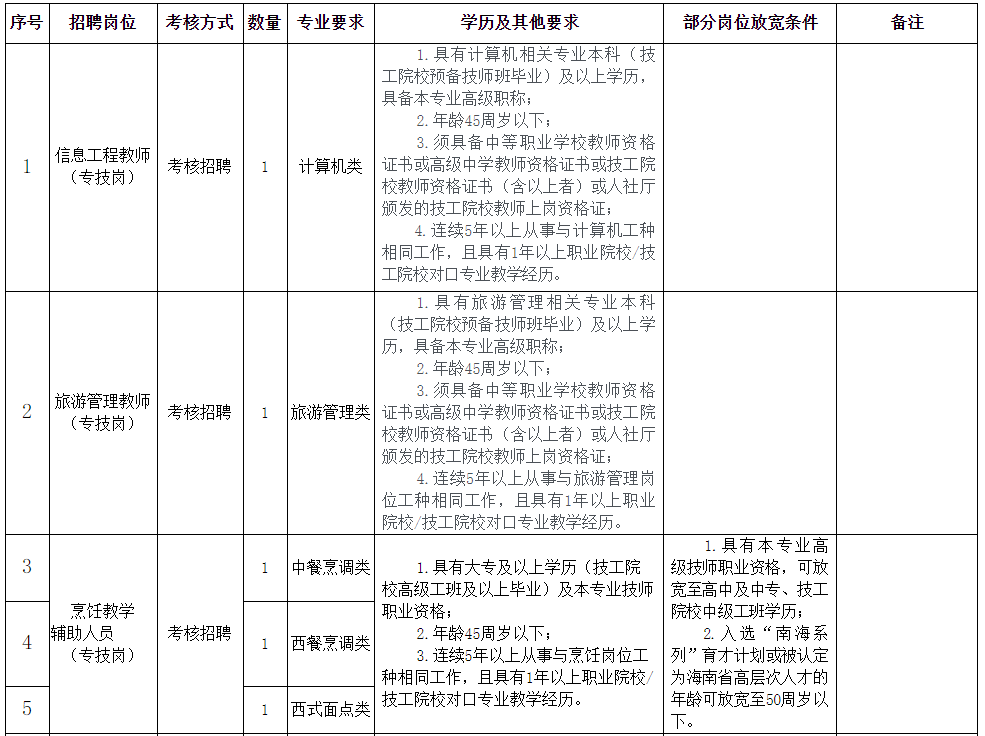 序号 招聘岗位 考核方式 数量 专业要求 学历及其他要求 部分岗位放宽条件 备注
1
信息工程教师
（专技岗）
考核招聘
1
计算机类
1.具有计算机相关专业本科（技
工院校预备技师班毕业）及以上学历，
具备本专业高级职称；
2.年龄45周岁以下；
3.须具备中等职业学校教师资格
证书或高级中学教师资格证书或技工院
校教师资格证书（含以上者）或人社厅
颁发的技工院校教师上岗资格证；
4.连续5年以上从事与计算机工种
相同工作，且具有1年以上职业院校/技
工院校对口专业教学经历。
2
旅游管理教师
（专技岗）
考核招聘
1
旅游管理类
1.具有旅游管理相关专业本科
（技工院校预备技师班毕业）及以上学
历，具备本专业高级职称；
2.年龄45周岁以下；
3.须具备中等职业学校教师资格
证书或高级中学教师资格证书或技工院
校教师资格证书（含以上者）或人社厅
颁发的技工院校教师上岗资格证；
4.连续5年以上从事与旅游管理岗
位工种相同工作，且具有1年以上职业
院校/技工院校对口专业教学经历。
3
4
5
烹饪教学
辅助人员
（专技岗）
考核招聘
1
1
1
中餐烹调类
西餐烹调类
西式面点类
1.具有大专及以上学历（技工院
校高级工班及以上毕业）及本专业技师
职业资格；
2.年龄45周岁以下；
3.连续5年以上从事与烹饪岗位工
种相同工作，且具有1年以上职业院校/
技工院校对口专业教学经历。
1.具有本专业高
级技师职业资格，可放
宽至高中及中专、技工
院校中级工班学历；
2.入选“南海系
列”育才计划或被认定
为海南省高层次人才的
年龄可放宽至50周岁以
下。